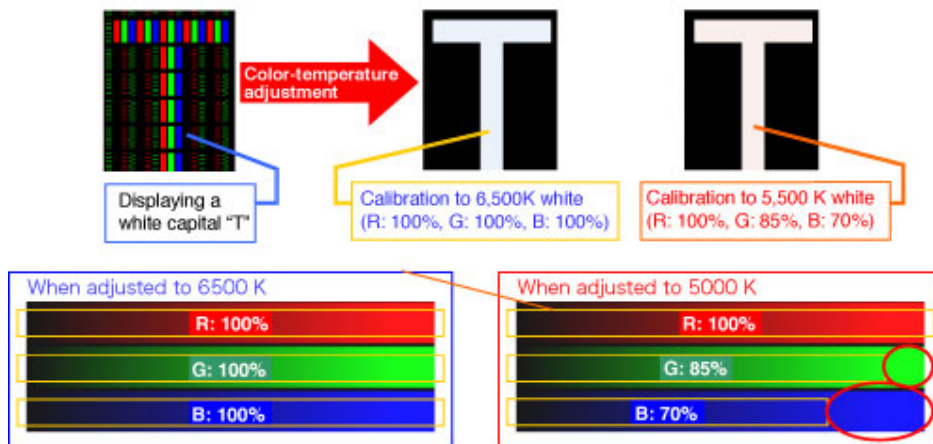 Color-temperature
adjustment
Displaying a
white capital “T”
Calibration to 6,500K white
(R: 100%, G: 100%, B: 100%)
Calibration to 5,500 K white
(R: 100%, G: 85%, B: 70%)
When adjusted to 6500 K
R: 100%
G: 100%
B: 100%
When adjusted to 5000 K
R: 100%
G: 85%
B: 70%